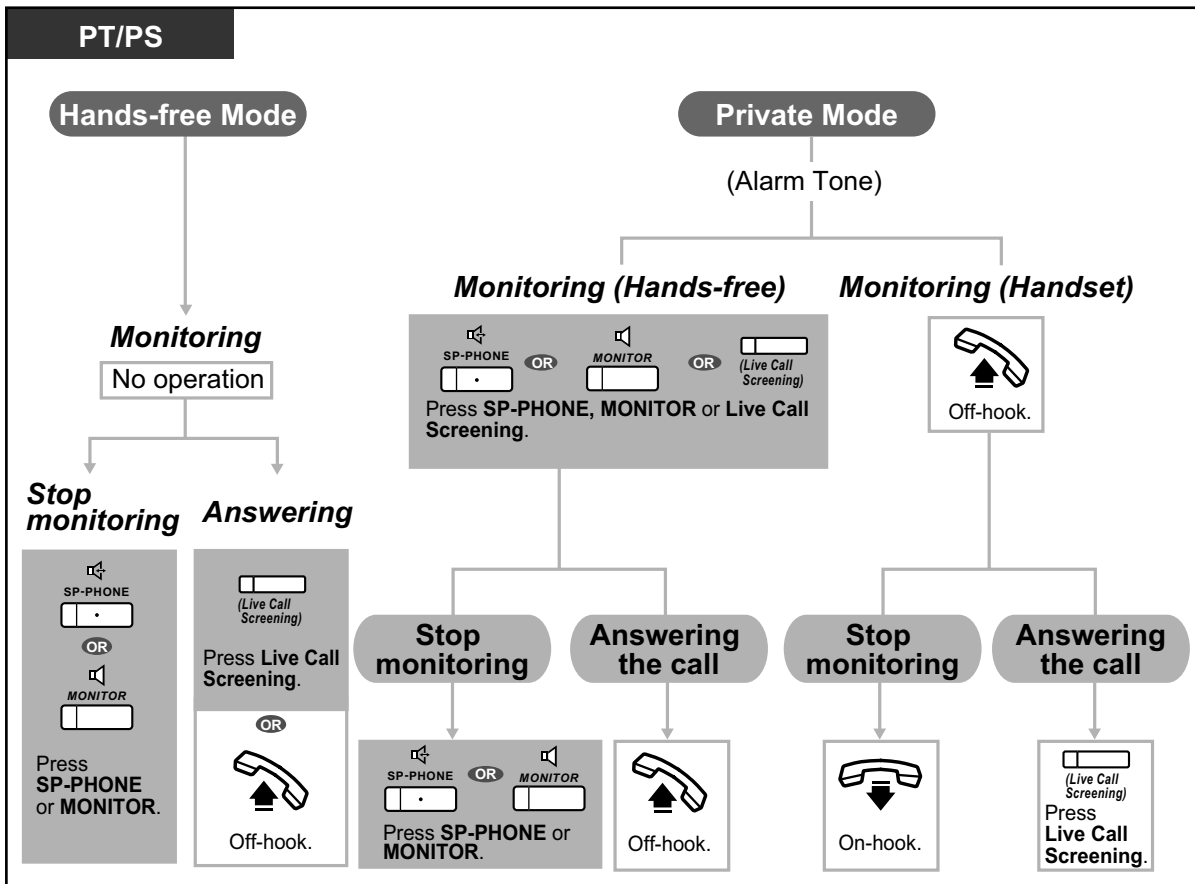 PT/PS
Hands-free Mode
Monitoring
No operation
Stop
monitoring
SP-PHONE
OR
MONITOR
Press
SP-PHONE
or MONITOR.
Answering
(Live Call
Screening)
Press Live Call
Screening.
OR
Off-hook.
Private Mode
(Alarm Tone)
Monitoring (Hands-free)
SP-PHONE OR MONITOR OR (Live Call
Screening)
Press SP-PHONE, MONITOR or Live Call
Screening.
Stop
monitoring
SP-PHONE OR MONITOR
Press SP-PHONE or
MONITOR.
Answering
the call
Off-hook.
Monitoring (Handset)
Off-hook.
Stop
monitoring
On-hook.
Answering
the call
(Live Call
Screening)
Press
Live Call
Screening.